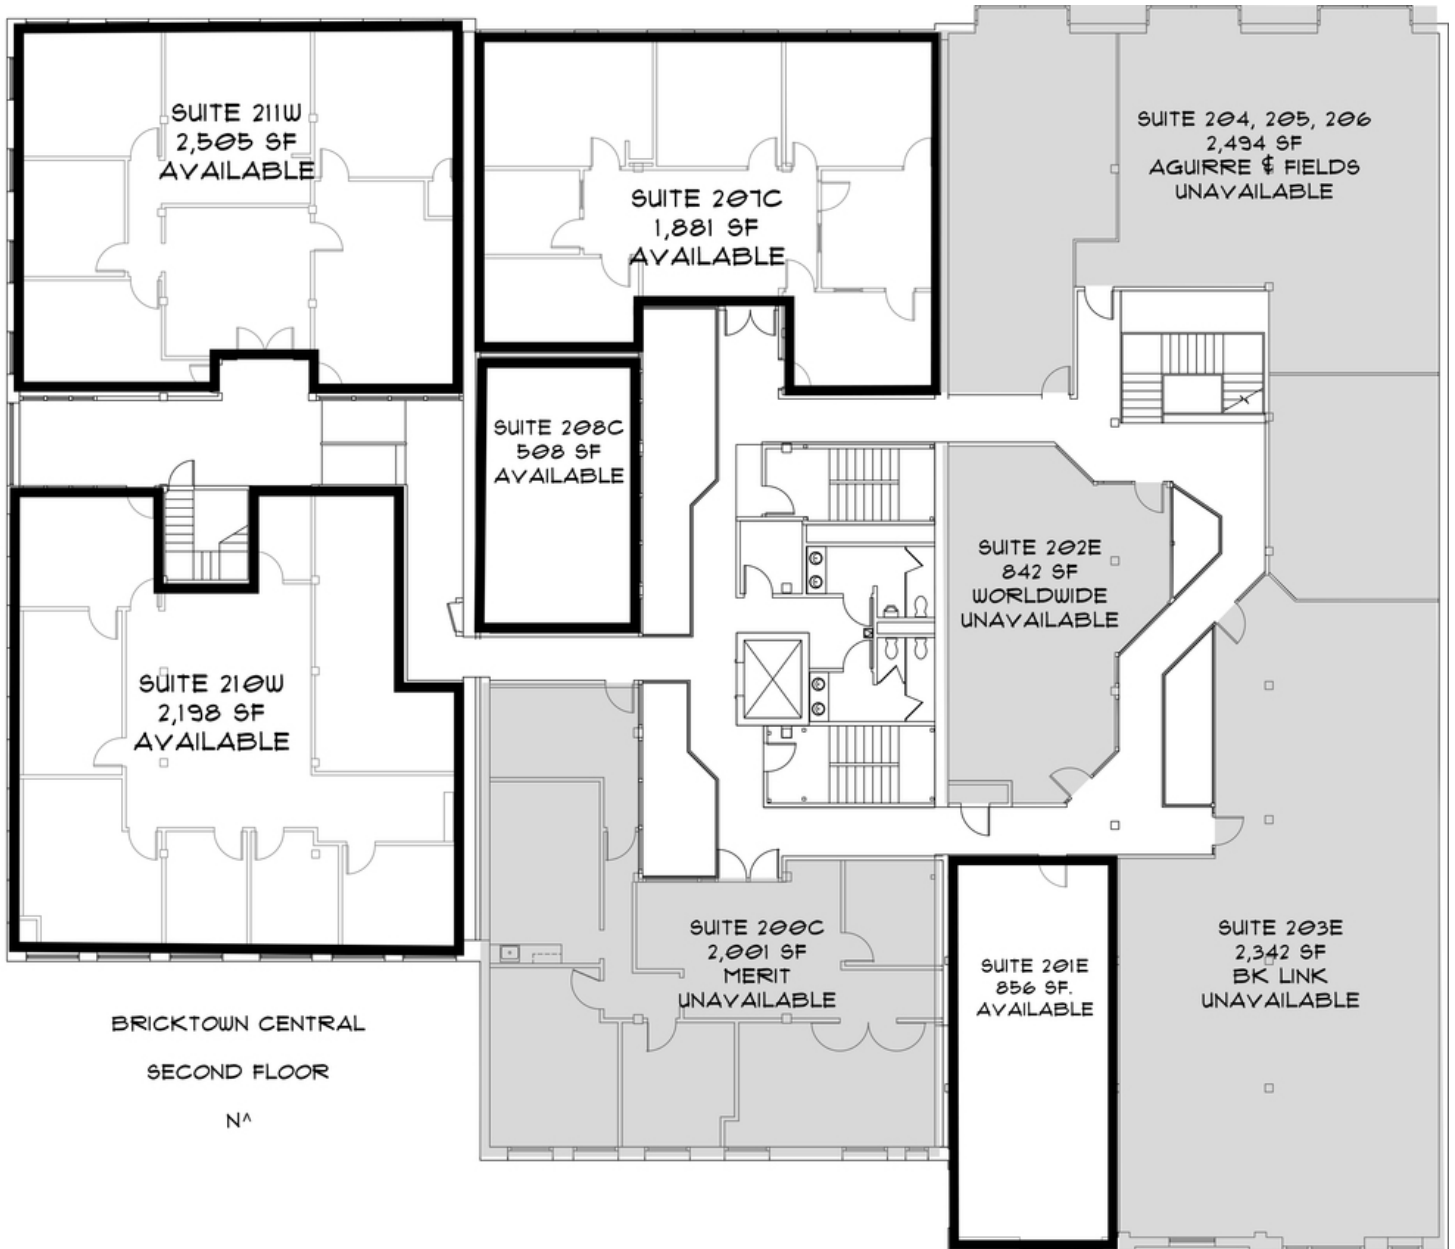 SUITE 211W
2,505 SF
AVAILABLE
SUITE 207C
1,881 SF
AVAILABLE
SUITE 204, 205, 206
2,494 SF
AGUIRRE & FIELDS
UNAVAILABLE
SUITE 208C
508 SF
AVAILABLE
SUITE 202E
842 SF
WORLDWIDE
UNAVAILABLE
SUITE 210W
2,198 SF
AVAILABLE
SUITE 200C
2,001 SF
MERIT
UNAVAILABLE
SUITE 201E
856 SF.
AVAILABLE
SUITE 203E
2,342 SF
BK LINK
UNAVAILABLE
BRICKTOWN CENTRAL
SECOND FLOOR
N^